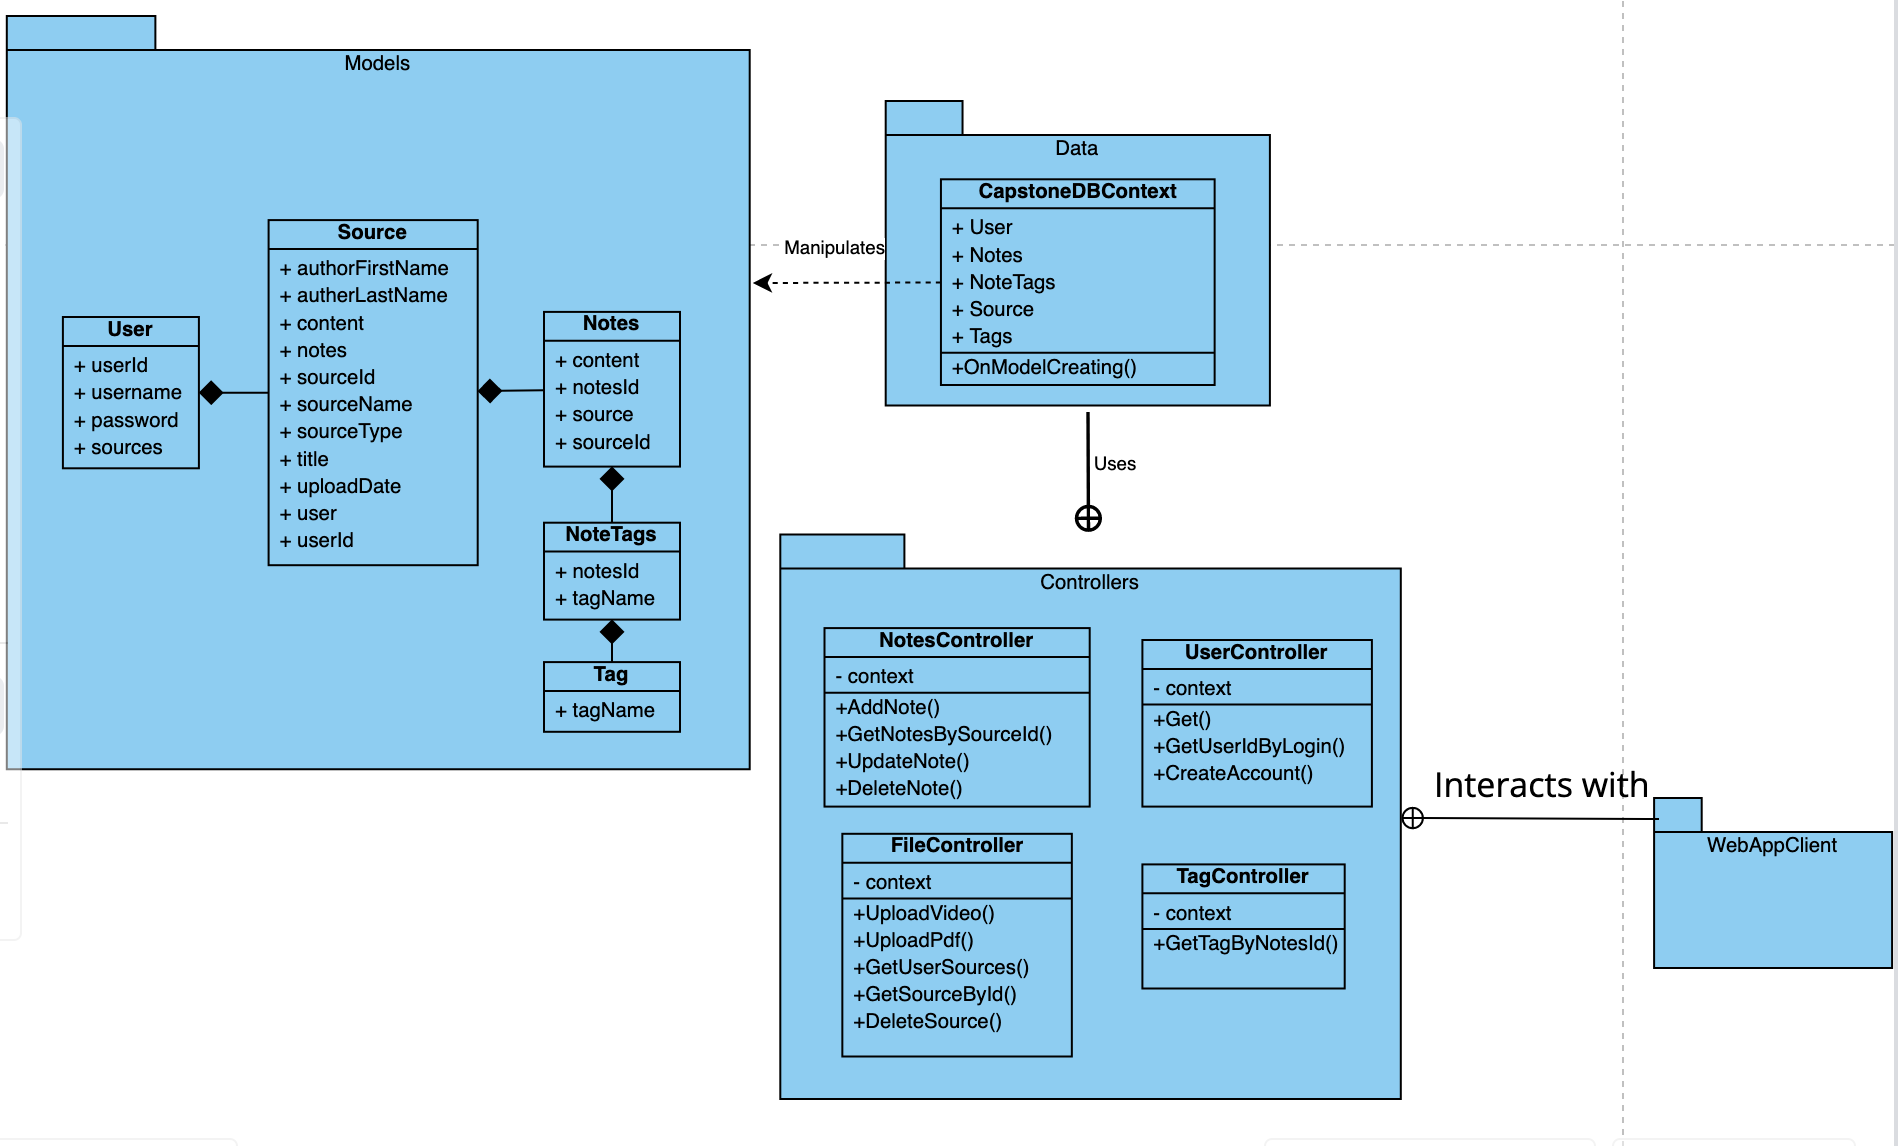 Models
User
+ userId
+ username
+ password
+ sources
Source
+ authorFirstName
+ autherLastName
+ content
+ notes
+ sourceId
+ sourceName
+ sourceType
+ title
+ uploadDate
+ user
+ userId
Notes
+ content
+ notesId
+ source
+ sourceId
NoteTags
+ notesId
+ tagName
Tag
+ tagName
Manipulates
Data
CapstoneDBContext
+ User
+ Notes
+ NoteTags
+ Source
+ Tags
+OnModelCreating()
Uses
Controllers
NotesController
- context
+AddNote()
+GetNotesBySourceId()
+UpdateNote()
+DeleteNote()
UserController
- context
+Get()
+GetUserIdByLogin()
+CreateAccount()
FileController
- context
+UploadVideo()
+UploadPdf()
+GetUserSources()
+GetSourceById()
+DeleteSource()
TagController
- context
+GetTagByNotesId()
Interacts with
WebAppClient